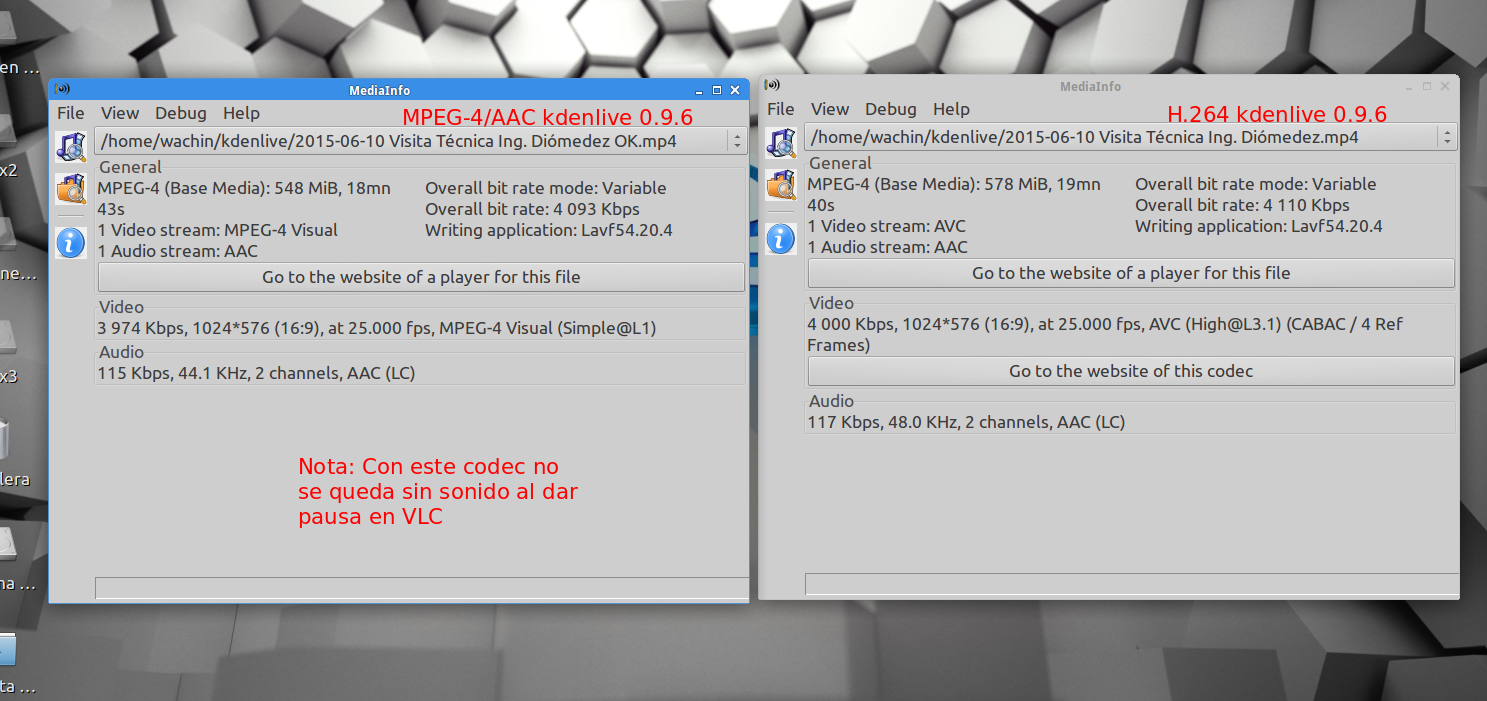 en ...
x2
ne...
x3
lera
na ...
ta ...
MediaInfo
File View Debug Help
MPEG-4/AAC kdenlive 0.9.6
/home/wachin/kdenlive/2015-06-10 Visita Técnica Ing. Diómedez OK.mp4
General
MPEG-4 (Base Media): 548 MiB, 18mn
43s
1 Video stream: MPEG-4 Visual
1 Audio stream: AAC
Overall bit rate mode: Variable
Overall bit rate: 4 093 Kbps
Writing application: Lavf54.20.4
Go to the website of a player for this file
Video
3 974 Kbps, 1024*576 (16:9), at 25.000 fps, MPEG-4 Visual (Simple@L1)
Audio
115 Kbps, 44.1 KHz, 2 channels, AAC (LC)
Nota: Con este codec no
se queda sin sonido al dar
pausa en VLC
MediaInfo
File View Debug Help
H.264 kdenlive 0.9.6
/home/wachin/kdenlive/2015-06-10 Visita Técnica Ing. Diómedez.mp4
General
MPEG-4 (Base Media): 578 MiB, 19mn
40s
1 Video stream: AVC
1 Audio stream: AAC
Overall bit rate mode: Variable
Overall bit rate: 4 110 Kbps
Writing application: Lavf54.20.4
Go to the website of a player for this file
Video
4 000 Kbps, 1024*576 (16:9), at 25.000 fps, AVC (High@L3.1) (CABAC / 4 Ref
Frames)
Go to the website of this codec
Audio
117 Kbps, 48.0 KHz, 2 channels, AAC (LC)